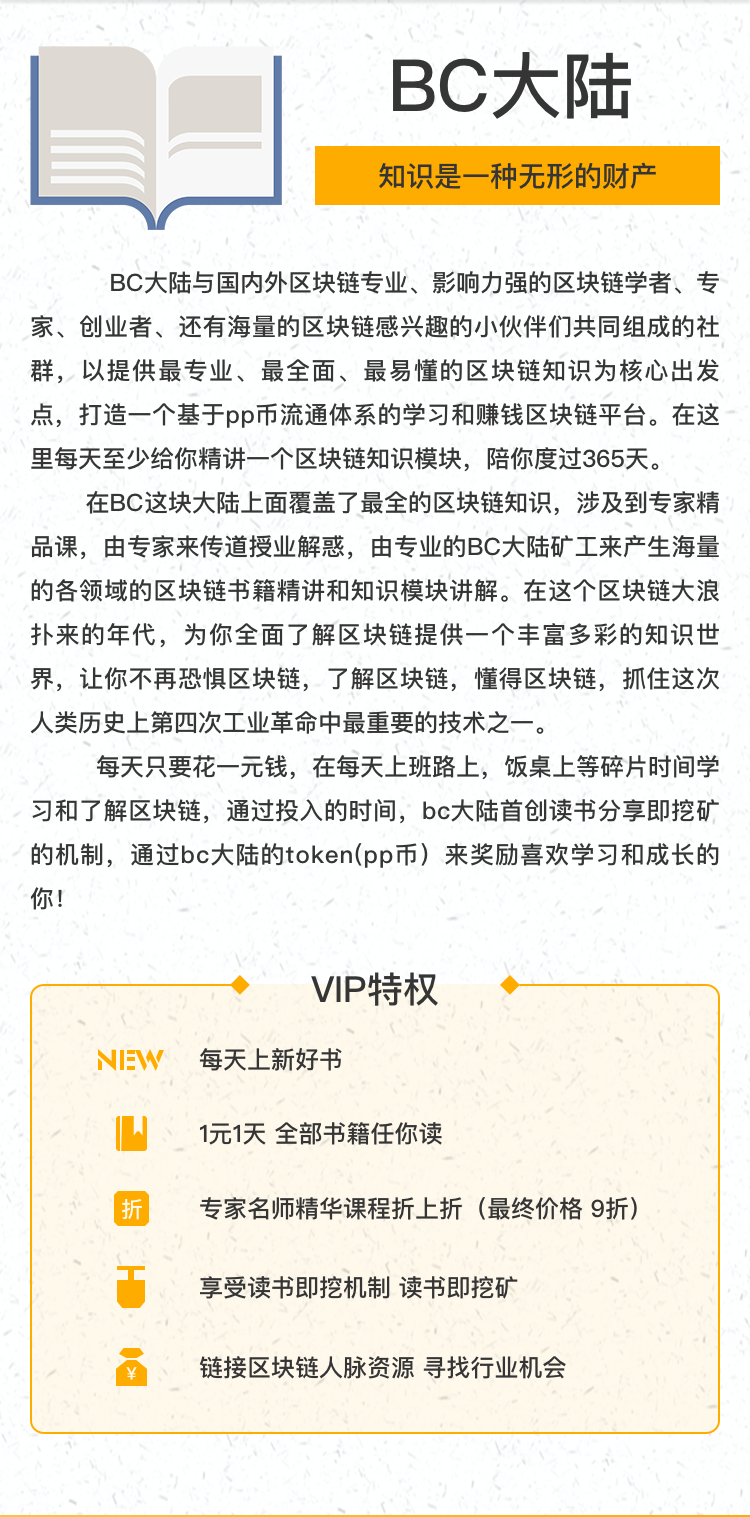 BC大陆
知识是一种无形的财产
BC大陆与国内外区块链专业、影响力强的区块链学者、专
家、创业者、还有海量的区块链感兴趣的小伙伴们共同组成的社
群，以提供最专业、最全面、最易懂的区块链知识为核心出发
点，打造一个基于pp币流通体系的学习和赚钱区块链平台。在这
里每天至少给你精讲一个区块链知识模块，陪你度过365天。
在BC这块大陆上面覆盖了最全的区块链知识，涉及到专家精
品课，由专家来传道授业解惑，由专业的BC大陆矿工来产生海量
的各领域的区块链书籍精讲和知识模块讲解。在这个区块链大浪
扑来的年代，为你全面了解区块链提供一个丰富多彩的知识世
界，让你不再恐惧区块链，了解区块链，懂得区块链，抓住这次
人类历史上第四次工业革命中最重要的技术之一。
每天只要花一元钱，在每天上班路上，饭桌上等碎片时间学
习和了解区块链，通过投入的时间，bc大陆首创读书分享即挖矿
的机制，通过bc大陆的token(pp币）来奖励喜欢学习和成长的
你！
VIP特权
NEW 每天上新好书
1元1天 全部书籍任你读
折 专家名师精华课程折上折（最终价格 9折）
享受读书即挖机制 读书即挖矿
¥ 链接区块链人脉资源 寻找行业机会